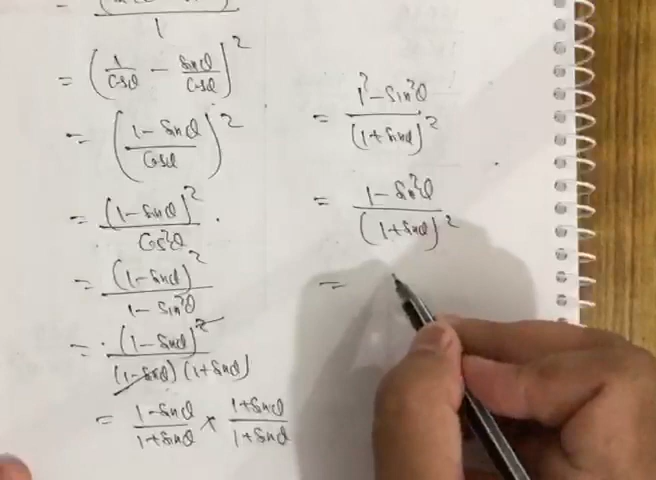 1
= (1/Cosθ - Sinθ/Cosθ)²
= ((1 - Sinθ)/Cosθ)²
= (1 - Sinθ)²/Cos²θ
= (1 - Sinθ)²/(1 - Sin²θ)
= (1 - Sinθ)²/((1 - Sinθ)(1 + Sinθ))
= (1 - Sinθ)/(1 + Sinθ) × (1 + Sinθ)/(1 + Sinθ)
= (1² - Sin²θ)/(1 + Sinθ)²
= (1 - Sin²θ)/(1 + Sinθ)²
=